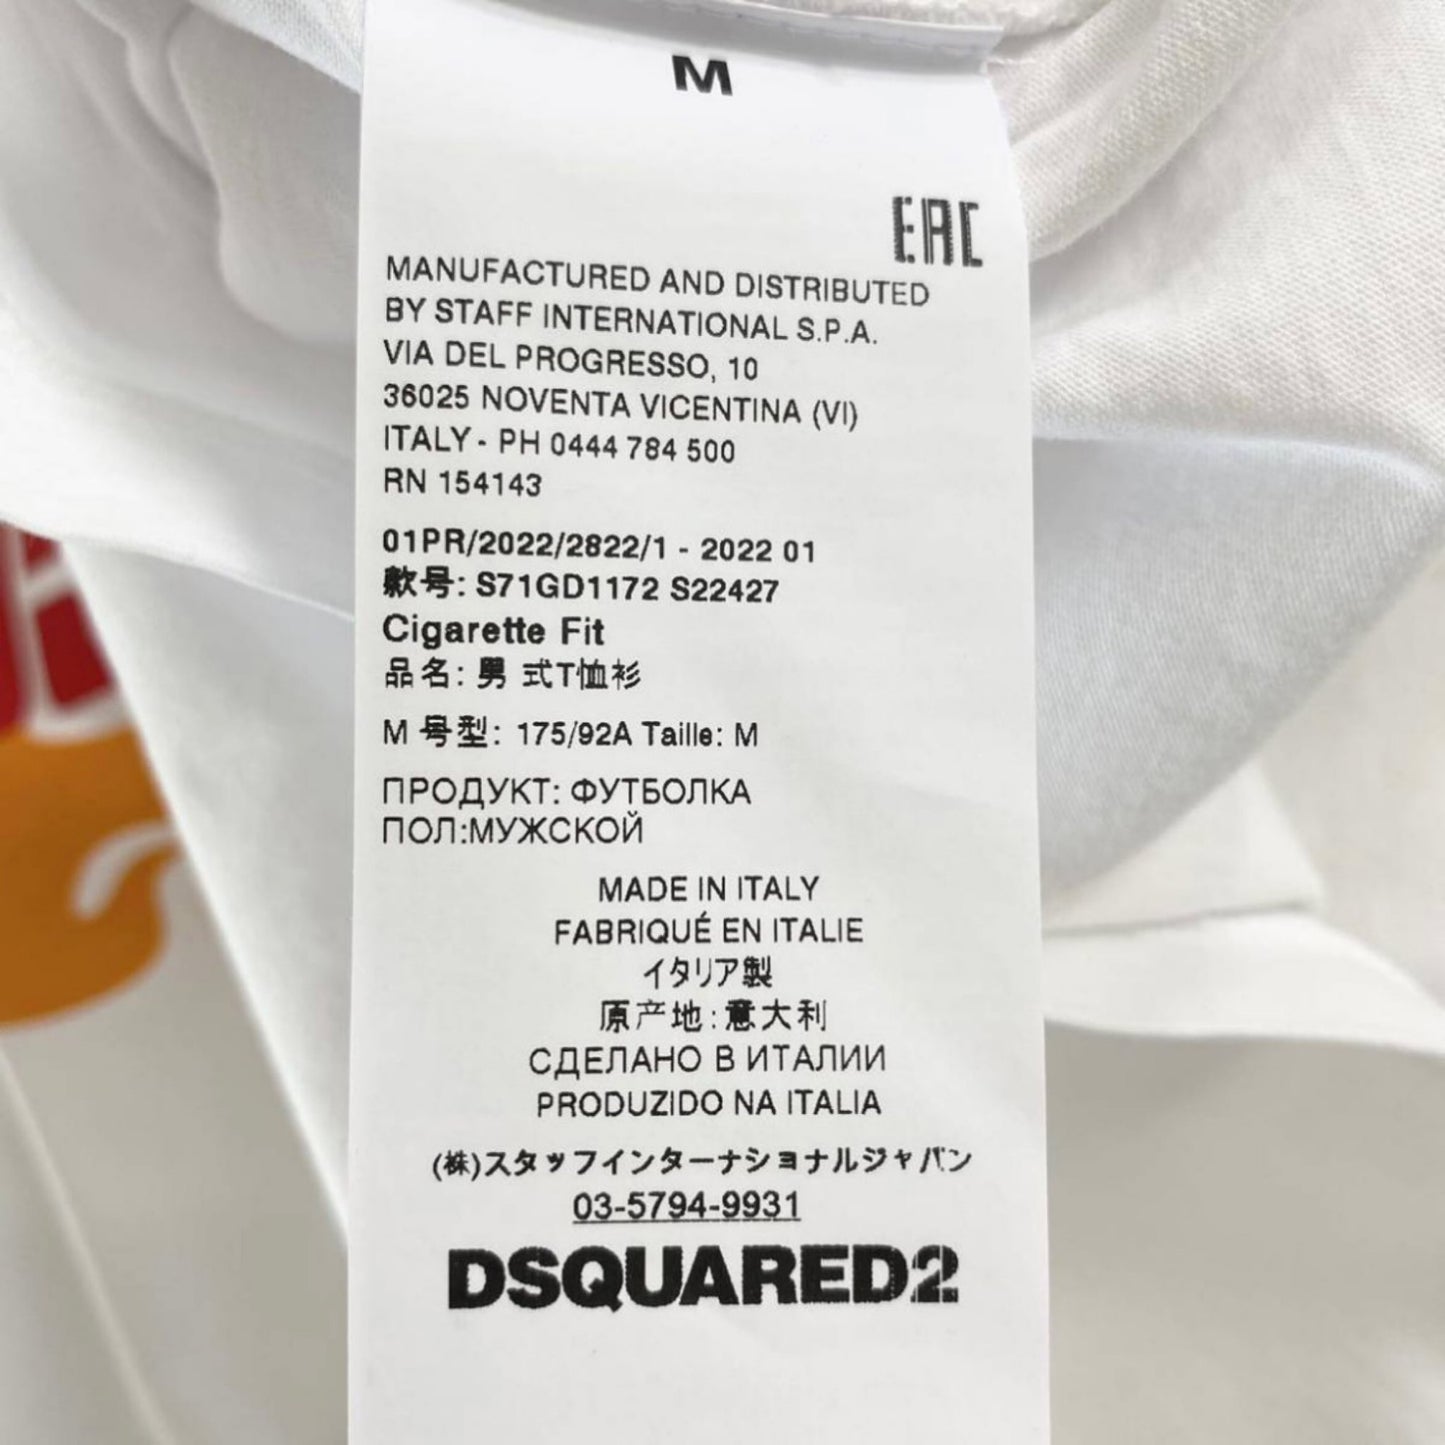 M
EAC
MANUFACTURED AND DISTRIBUTED
BY STAFF INTERNATIONAL S.P.A.
VIA DEL PROGRESSO, 10
36025 NOVENTA VICENTINA (VI)
ITALY - PH 0444 784 500
RN 154143
01PR/2022/2822/1 - 2022 01
款号: S71GD1172 S22427
Cigarette Fit
品名: 男 式T恤衫
M 号型: 175/92A Taille: M
ПРОДУКТ: ФУТБОЛКА
ПОЛ:МУЖСКОЙ
MADE IN ITALY
FABRIQUÉ EN ITALIE
イタリア製
原产地:意大利
СДЕЛАНО В ИТАЛИИ
PRODUZIDO NA ITALIA
(株)スタッフインターナショナルジャパン
03-5794-9931
DSQUARED2